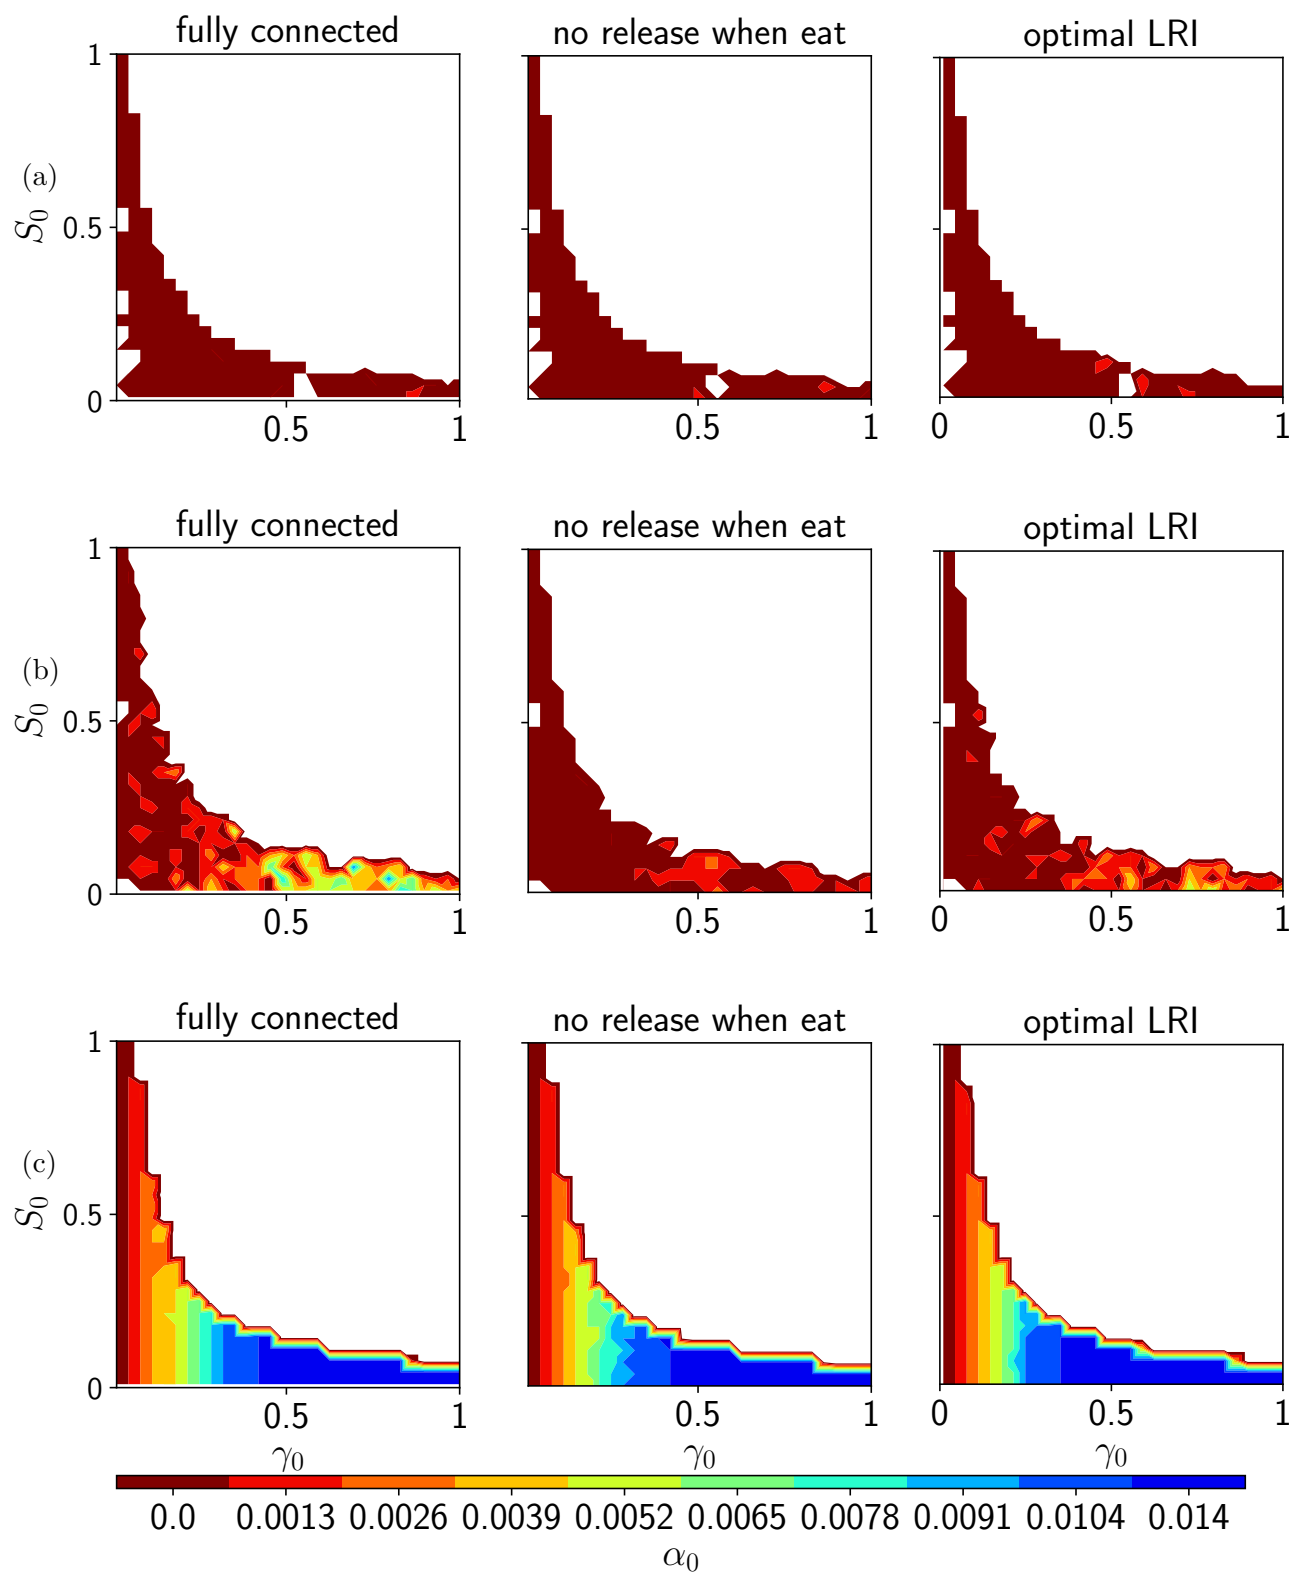 fully connected no release when eat optimal LRI
1
(a)
S₀ 0.5
0
0.5 1 0.5 1 0 0.5 1
fully connected no release when eat optimal LRI
1
(b)
S₀ 0.5
0
0.5 1 0.5 1 0 0.5 1
fully connected no release when eat optimal LRI
1
(c)
S₀ 0.5
0
0.5 1 0.5 1 0 0.5 1
γ₀ γ₀ γ₀
0.0 0.0013 0.0026 0.0039 0.0052 0.0065 0.0078 0.0091 0.0104 0.014
α₀